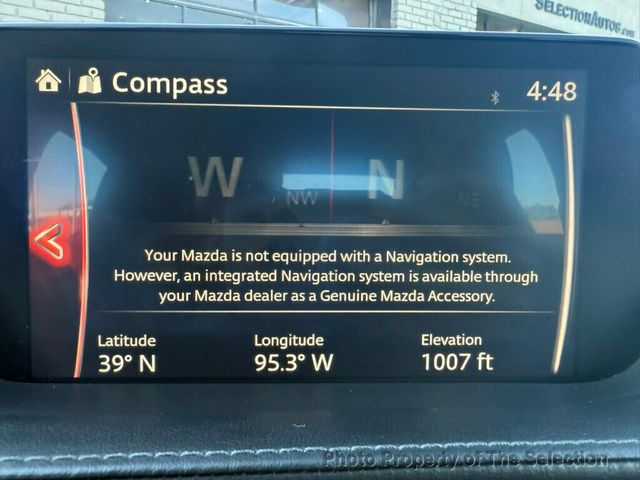 SELECTIONAUTOS.COM
Compass
4:48
W NW N NE
Your Mazda is not equipped with a Navigation system.
However, an integrated Navigation system is available through
your Mazda dealer as a Genuine Mazda Accessory.
Latitude Longitude Elevation
39° N 95.3° W 1007 ft
Photo Property of The Selection